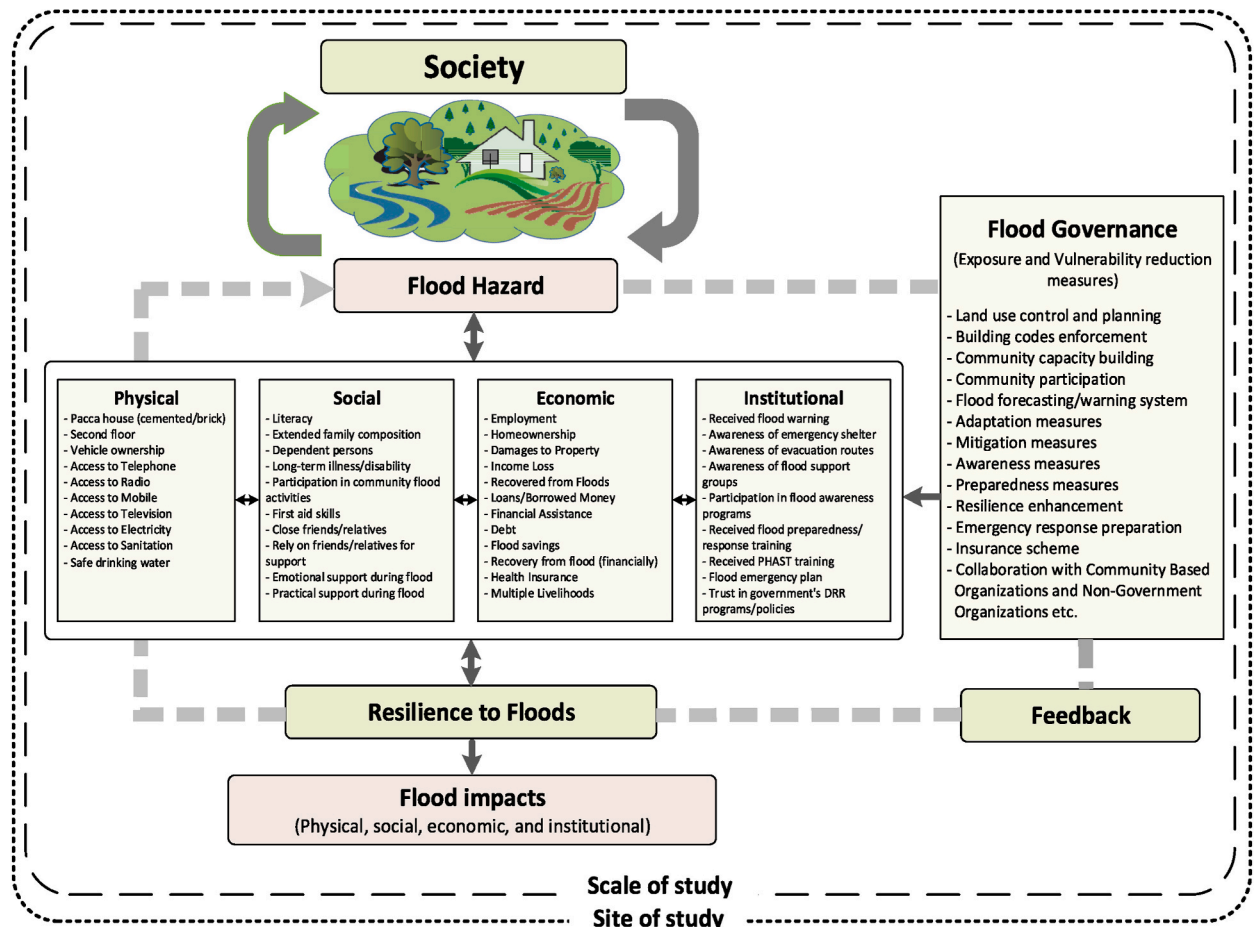 Society
Flood Hazard
Physical
- Pacca house (cemented/brick)
- Second floor
- Vehicle ownership
- Access to Telephone
- Access to Radio
- Access to Mobile
- Access to Television
- Access to Electricity
- Access to Sanitation
- Safe drinking water
Social
- Literacy
- Extended family composition
- Dependent persons
- Long-term illness/disability
- Participation in community flood
activities
- First aid skills
- Close friends/relatives
- Rely on friends/relatives for
support
- Emotional support during flood
- Practical support during flood
Economic
- Employment
- Homeownership
- Damages to Property
- Income Loss
- Recovered from Floods
- Loans/Borrowed Money
- Financial Assistance
- Debt
- Flood savings
- Recovery from flood (financially)
- Health Insurance
- Multiple Livelihoods
Institutional
- Received flood warning
- Awareness of emergency shelter
- Awareness of evacuation routes
- Awareness of flood support
groups
- Participation in flood awareness
programs
- Received flood preparedness/
response training
- Received PHAST training
- Flood emergency plan
- Trust in government's DRR
programs/policies
Flood Governance
(Exposure and Vulnerability reduction
measures)
- Land use control and planning
- Building codes enforcement
- Community capacity building
- Community participation
- Flood forecasting/warning system
- Adaptation measures
- Mitigation measures
- Awareness measures
- Preparedness measures
- Resilience enhancement
- Emergency response preparation
- Insurance scheme
- Collaboration with Community Based
Organizations and Non-Government
Organizations etc.
Resilience to Floods
Feedback
Flood impacts
(Physical, social, economic, and institutional)
Scale of study
Site of study